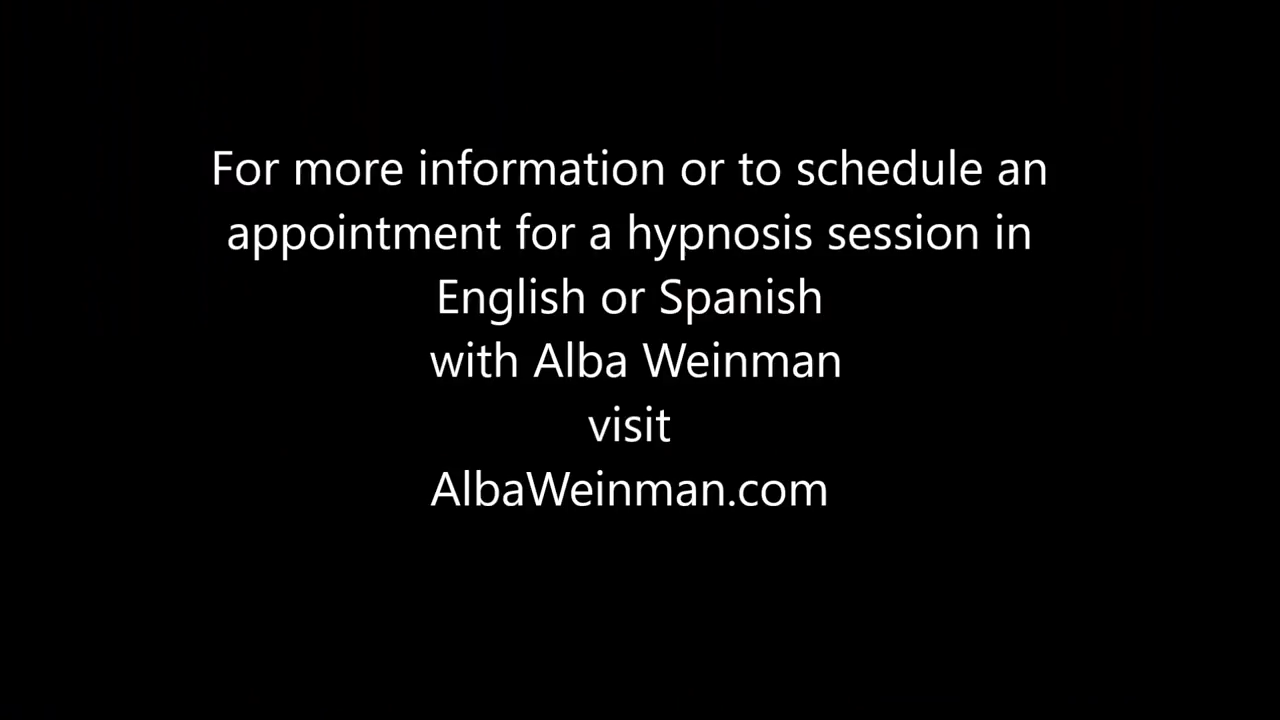 For more information or to schedule an
appointment for a hypnosis session in
English or Spanish
with Alba Weinman
visit
AlbaWeinman.com